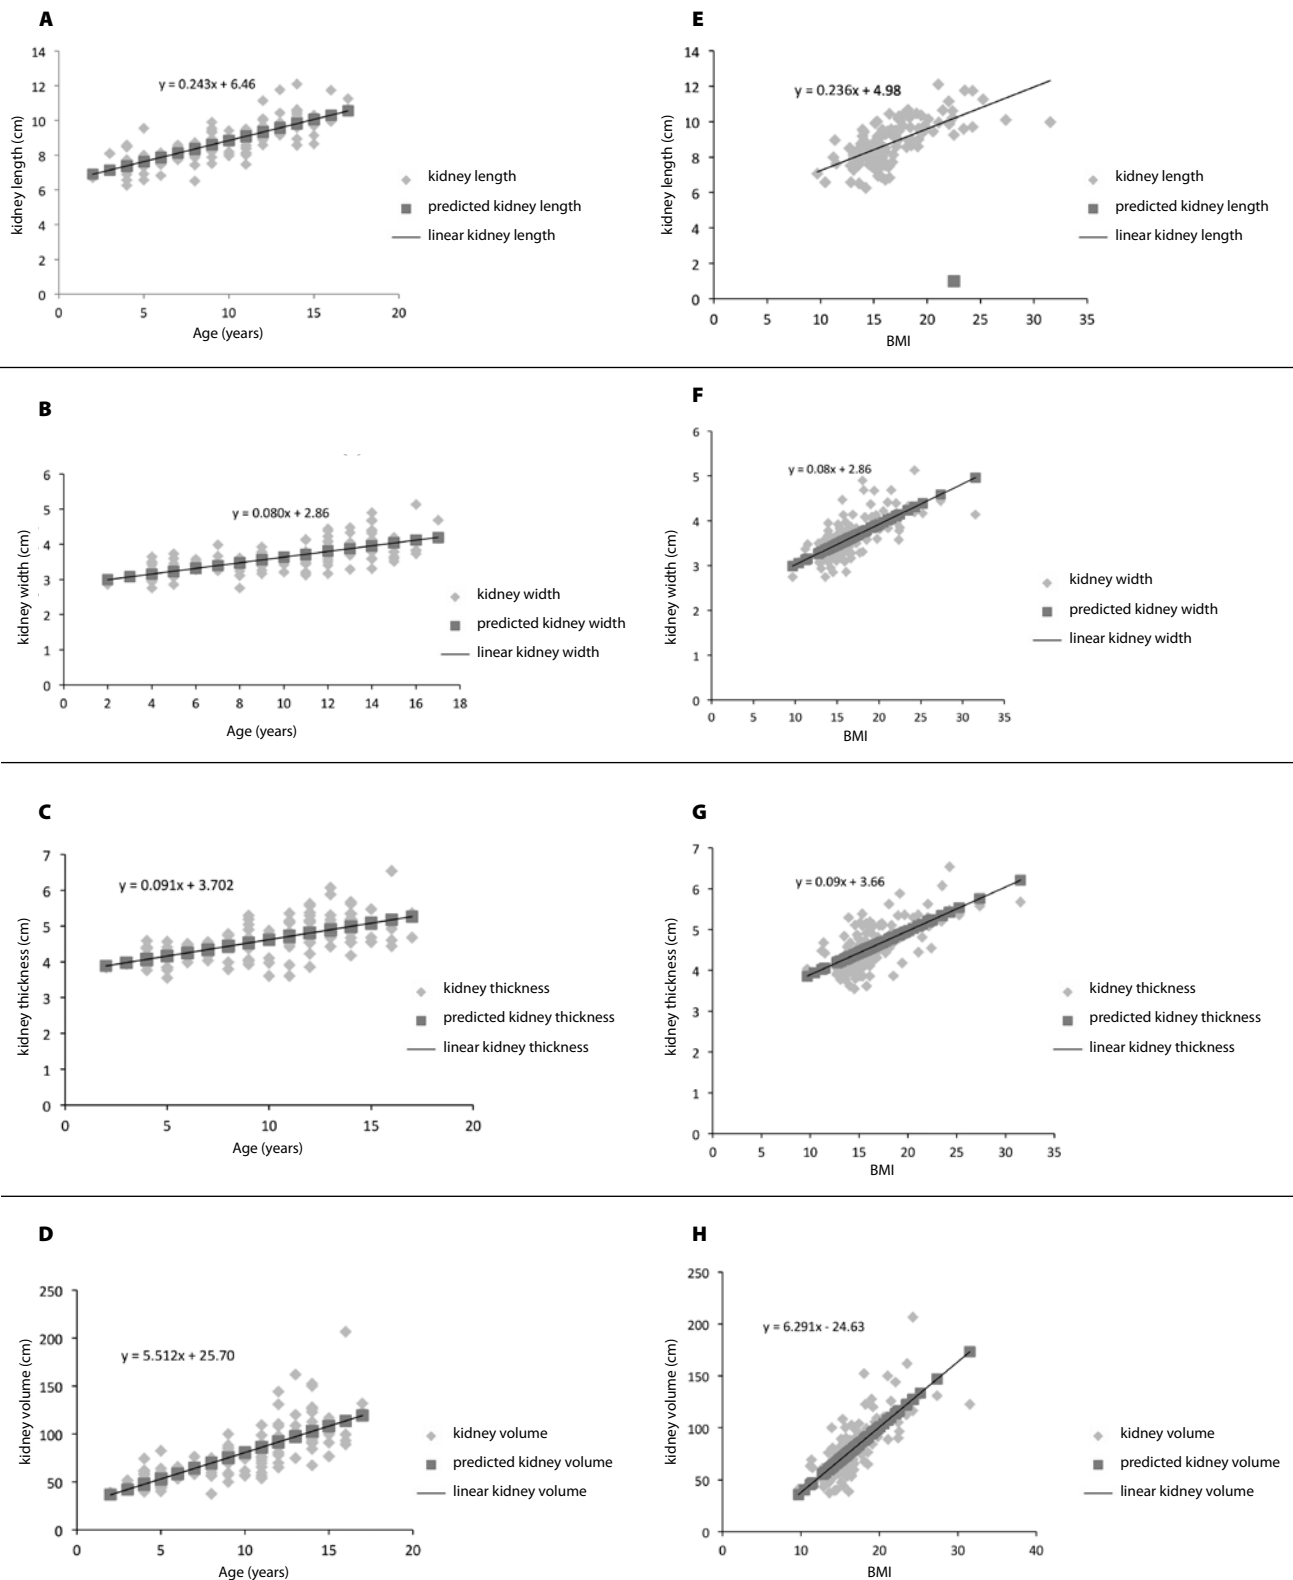 A
14
12
10
8
6
4
2
0
kidney length (cm)
y = 0.243x + 6.46
0 5 10 15 20
Age (years)
kidney length
predicted kidney length
linear kidney length
E
14
12
10
8
6
4
2
0
kidney length (cm)
y = 0.236x + 4.98
0 5 10 15 20 25 30 35
BMI
kidney length
predicted kidney length
linear kidney length
B
6
5
4
3
2
1
0
kidney width (cm)
y = 0.080x + 2.86
0 2 4 6 8 10 12 14 16 18
Age (years)
kidney width
predicted kidney width
linear kidney width
F
6
5
4
3
2
1
0
kidney width (cm)
y = 0.08x + 2.86
0 5 10 15 20 25 30 35
BMI
kidney width
predicted kidney width
linear kidney width
C
7
6
5
4
3
2
1
0
kidney thickness (cm)
y = 0.091x + 3.702
0 5 10 15 20
Age (years)
kidney thickness
predicted kidney thickness
linear kidney thickness
G
7
6
5
4
3
2
1
0
kidney thickness (cm)
y = 0.09x + 3.66
0 5 10 15 20 25 30 35
BMI
kidney thickness
predicted kidney thickness
linear kidney thickness
D
250
200
150
100
50
0
kidney volume (cm)
y = 5.512x + 25.70
0 5 10 15 20
Age (years)
kidney volume
predicted kidney volume
linear kidney volume
H
250
200
150
100
50
0
kidney volume (cm)
y = 6.291x - 24.63
0 10 20 30 40
BMI
kidney volume
predicted kidney volume
linear kidney volume